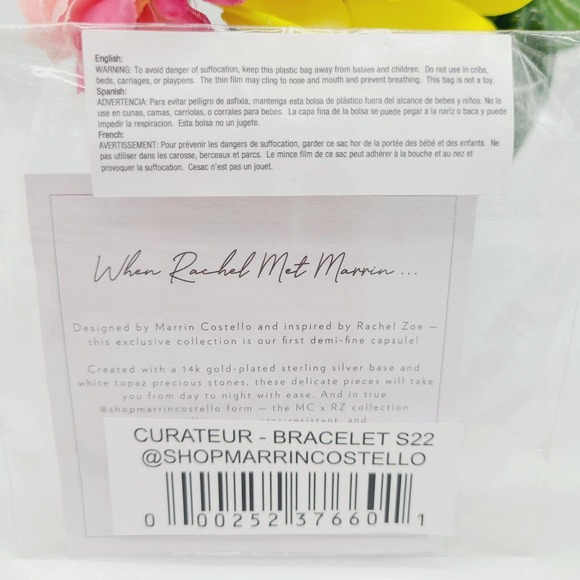 English:
WARNING: To avoid danger of suffocation, keep this plastic bag away from babies and children. Do not use in cribs,
beds, carriages, or playpens. The thin film may cling to nose and mouth and prevent breathing. This bag is not a toy.
Spanish:
ADVERTENCIA: Para evitar peligro de asfixia, mantenga esta bolsa de plástico fuera del alcance de bebes y niños. No lo
use en cunas, camas, carriolas, o corrales para bebes. La capa fina de la bolsa se puede pegar a la nariz o baca y puede
impedir la respiracion. Esta bolsa no un jugete.
French:
AVERTISSEMENT: Pour prévenir les dangers de suffocation, garder ce sac hor de la portée des bébé et des enfants. Ne
pas utiliser dans les carosse, berceaux et parcs. Le mince film de ce sac peut adhérer à la bouche et au nez et
provoquer la suffocation. Cesac n'est pas un jouet.
When Rachel Met Marrin ...
Designed by Marrin Costello and inspired by Rachel Zoe —
this exclusive collection is our first demi-fine capsule!
Created with a 14k gold-plated sterling silver base and
white topaz precious stones, these delicate pieces will take
you from day to night with ease. And in true
@shopmarrincostello form — the MC x RZ collection
and
CURATEUR - BRACELET S22
@SHOPMARRINCOSTELLO
0 00252 37660 1